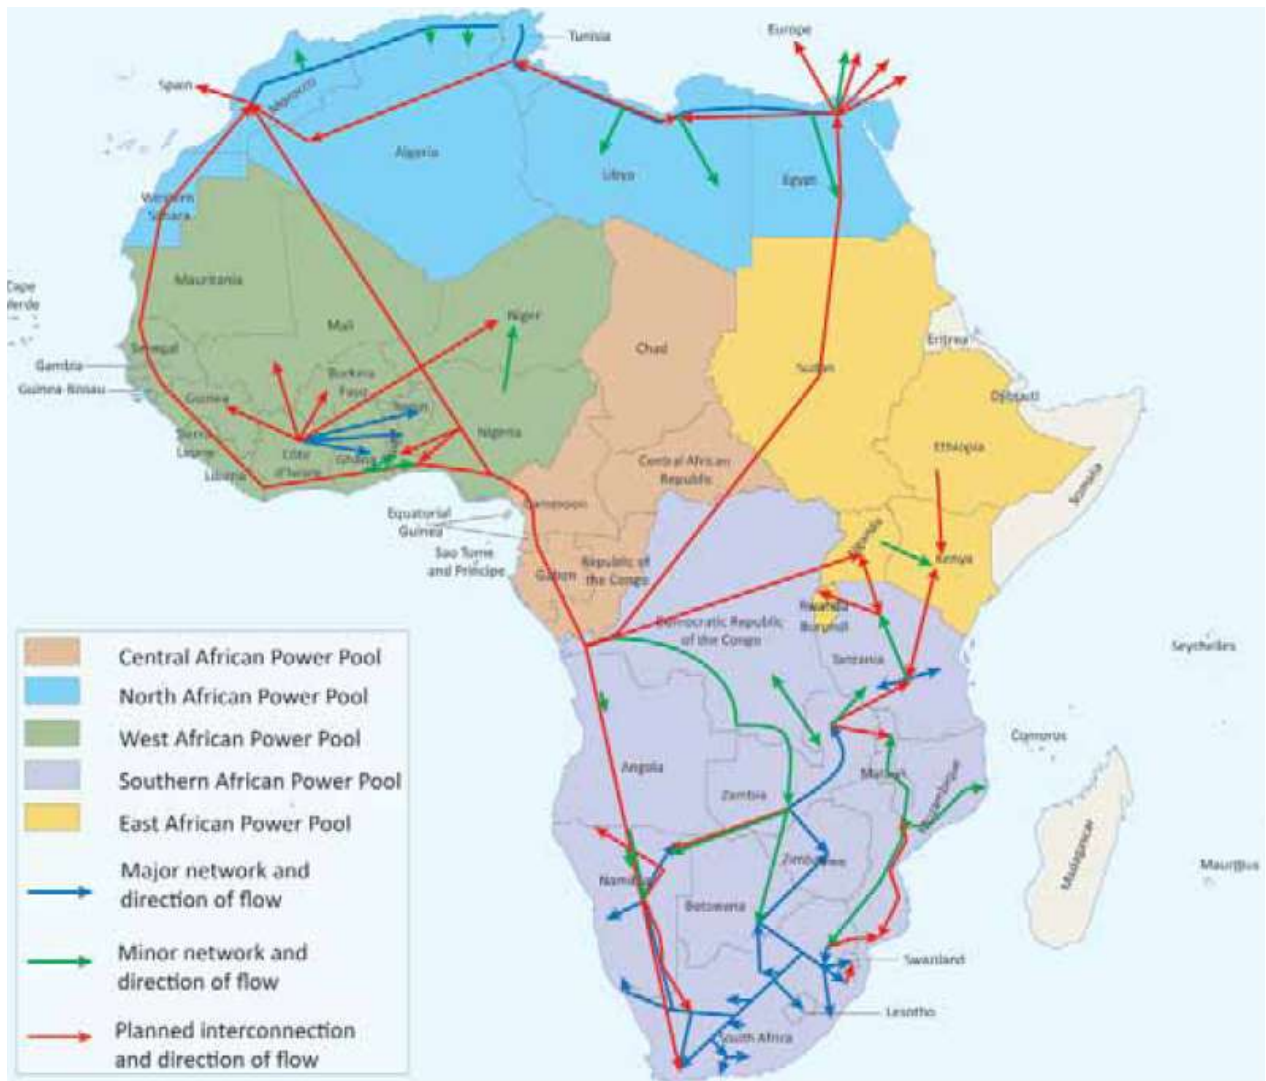 Europe
Tunisia
Spain
Morocco
Algeria
Libya
Egypt
Western
Sahara
Mauritania
Cape
Verde
Mali
Niger
Chad
Sudan
Eritrea
Senegal
Gambia
Guinea-Bissau
Burkina
Faso
Guinea
Benin
Djibouti
Nigeria
Sierra
Leone
Côte
d'Ivoire
Ghana
Liberia
Ethiopia
Central African
Republic
Somalia
Cameroon
Equatorial
Guinea
Sao Tome
and Principe
Gabon
Republic of
the Congo
Uganda
Kenya
Rwanda
Burundi
Democratic Republic
of the Congo
Tanzania
Seychelles
Comoros
Angola
Zambia
Malawi
Mozambique
Zimbabwe
Madagascar
Mauritius
Namibia
Botswana
Swaziland
Lesotho
South Africa
Central African Power Pool
North African Power Pool
West African Power Pool
Southern African Power Pool
East African Power Pool
Major network and
direction of flow
Minor network and
direction of flow
Planned interconnection
and direction of flow